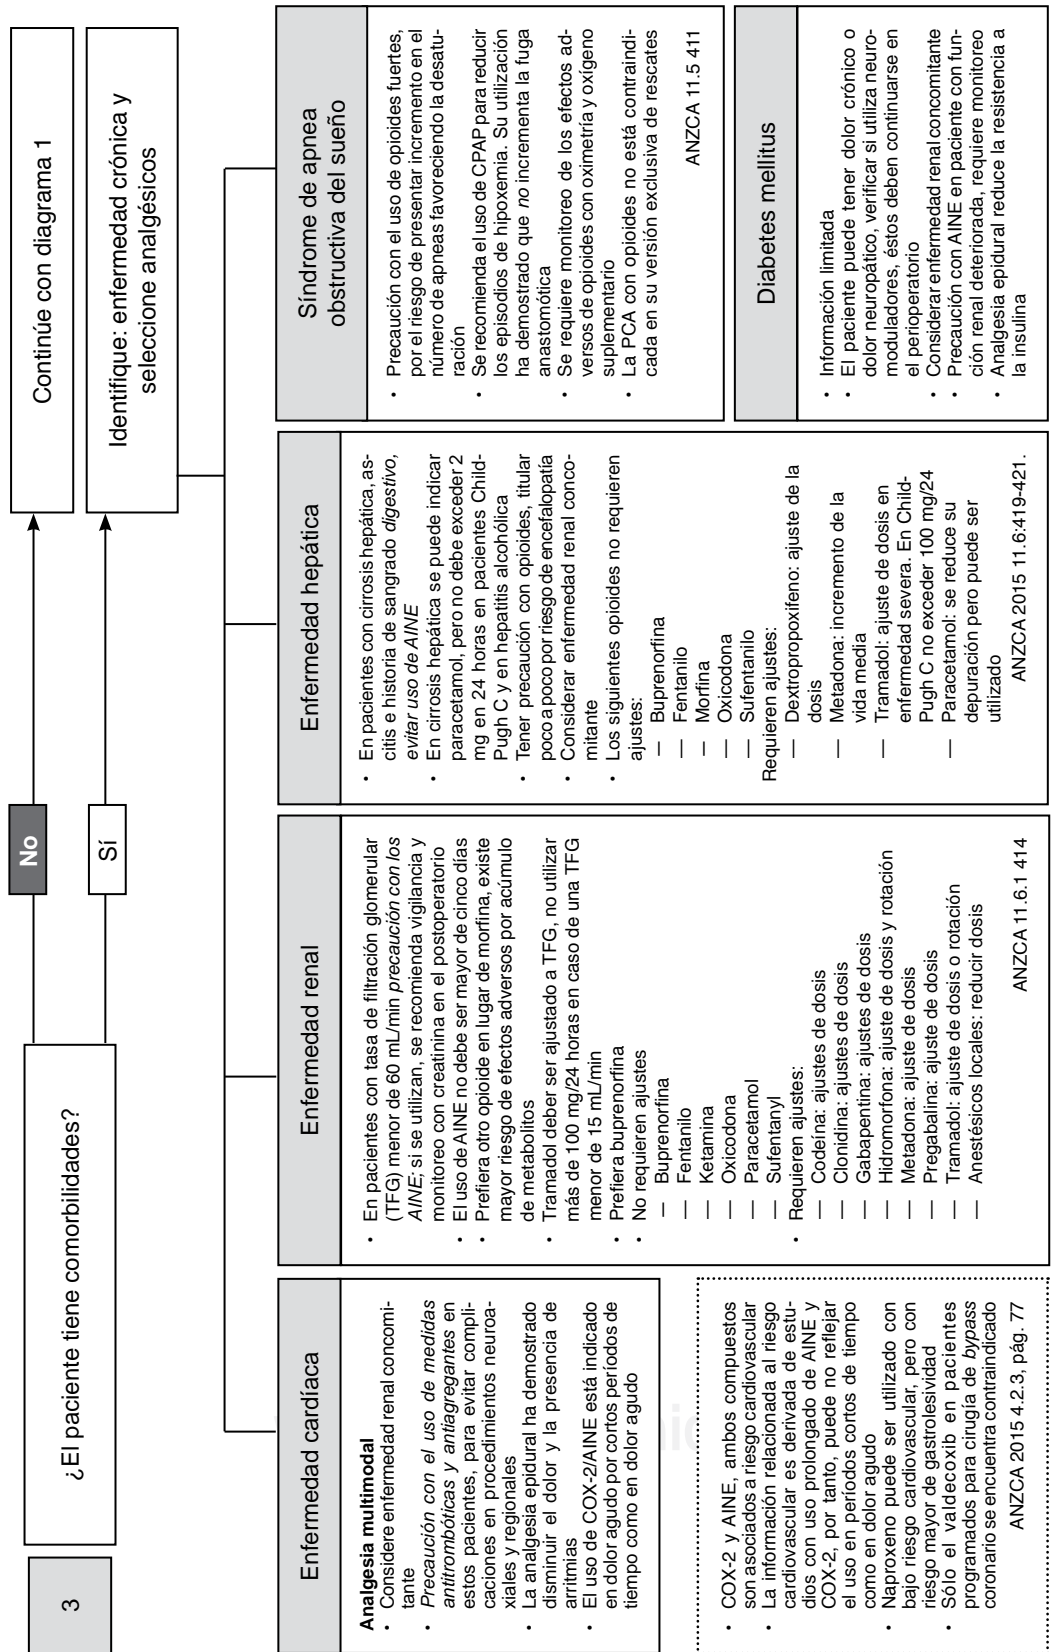 3
¿El paciente tiene comorbilidades?
No
Continúe con diagrama 1
Sí
Identifique: enfermedad crónica y
seleccione analgésicos
Enfermedad cardíaca
Analgesia multimodal
• Considere enfermedad renal concomi-
tante
• Precaución con el uso de medidas
antitrombóticas y antiagregantes en
estos pacientes, para evitar compli-
caciones en procedimientos neuroa-
xiales y regionales
• La analgesia epidural ha demostrado
disminuir el dolor y la presencia de
arritmias
• El uso de COX-2/AINE está indicado
en dolor agudo por cortos períodos de
tiempo como en dolor agudo
• COX-2 y AINE, ambos compuestos
son asociados a riesgo cardiovascular
• La información relacionada al riesgo
cardiovascular es derivada de estu-
dios con uso prolongado de AINE y
COX-2, por tanto, puede no reflejar
el uso en períodos cortos de tiempo
como en dolor agudo
• Naproxeno puede ser utilizado con
bajo riesgo cardiovascular, pero con
riesgo mayor de gastrolesividad
• Sólo el valdecoxib en pacientes
programados para cirugía de bypass
coronario se encuentra contraindicado
ANZCA 2015 4.2.3, pág. 77
Enfermedad renal
• En pacientes con tasa de filtración glomerular
(TFG) menor de 60 mL/min precaución con los
AINE; si se utilizan, se recomienda vigilancia y
monitoreo con creatinina en el postoperatorio
• El uso de AINE no debe ser mayor de cinco días
• Prefiera otro opioide en lugar de morfina, existe
mayor riesgo de efectos adversos por acúmulo
de metabolitos
• Tramadol deber ser ajustado a TFG, no utilizar
más de 100 mg/24 horas en caso de una TFG
menor de 15 mL/min
• Prefiera buprenorfina
• No requieren ajustes
– Buprenorfina
— Fentanilo
— Ketamina
— Oxicodona
— Paracetamol
— Sufentanyl
• Requieren ajustes:
— Codeína: ajustes de dosis
— Clonidina: ajustes de dosis
— Gabapentina: ajustes de dosis
— Hidromorfona: ajuste de dosis y rotación
— Metadona: ajuste de dosis
— Pregabalina: ajuste de dosis
— Tramadol: ajuste de dosis o rotación
— Anestésicos locales: reducir dosis
ANZCA 11.6.1 414
Enfermedad hepática
• En pacientes con cirrosis hepática, as-
citis e historia de sangrado digestivo,
evitar uso de AINE
• En cirrosis hepática se puede indicar
paracetamol, pero no debe exceder 2
mg en 24 horas en pacientes Child-
Pugh C y en hepatitis alcohólica
• Tener precaución con opioides, titular
poco a poco por riesgo de encefalopatía
• Considerar enfermedad renal conco-
mitante
• Los siguientes opioides no requieren
ajustes:
— Buprenorfina
— Fentanilo
— Morfina
— Oxicodona
— Sufentanilo
Requieren ajustes:
— Dextropropoxifeno: ajuste de la
dosis
— Metadona: incremento de la
vida media
— Tramadol: ajuste de dosis en
enfermedad severa. En Child-
Pugh C no exceder 100 mg/24
— Paracetamol: se reduce su
depuración pero puede ser
utilizado
ANZCA 2015 11.6:419-421.
Síndrome de apnea
obstructiva del sueño
• Precaución con el uso de opioides fuertes,
por el riesgo de presentar incremento en el
número de apneas favoreciendo la desatu-
ración
• Se recomienda el uso de CPAP para reducir
los episodios de hipoxemia. Su utilización
ha demostrado que no incrementa la fuga
anastomótica
• Se requiere monitoreo de los efectos ad-
versos de opioides con oximetría y oxígeno
suplementario
• La PCA con opioides no está contraindi-
cada en su versión exclusiva de rescates
ANZCA 11.5 411
Diabetes mellitus
• Información limitada
• El paciente puede tener dolor crónico o
dolor neuropático, verificar si utiliza neuro-
moduladores, éstos deben continuarse en
el perioperatorio
• Considerar enfermedad renal concomitante
• Precaución con AINE en paciente con fun-
ción renal deteriorada, requiere monitoreo
• Analgesia epidural reduce la resistencia a
la insulina